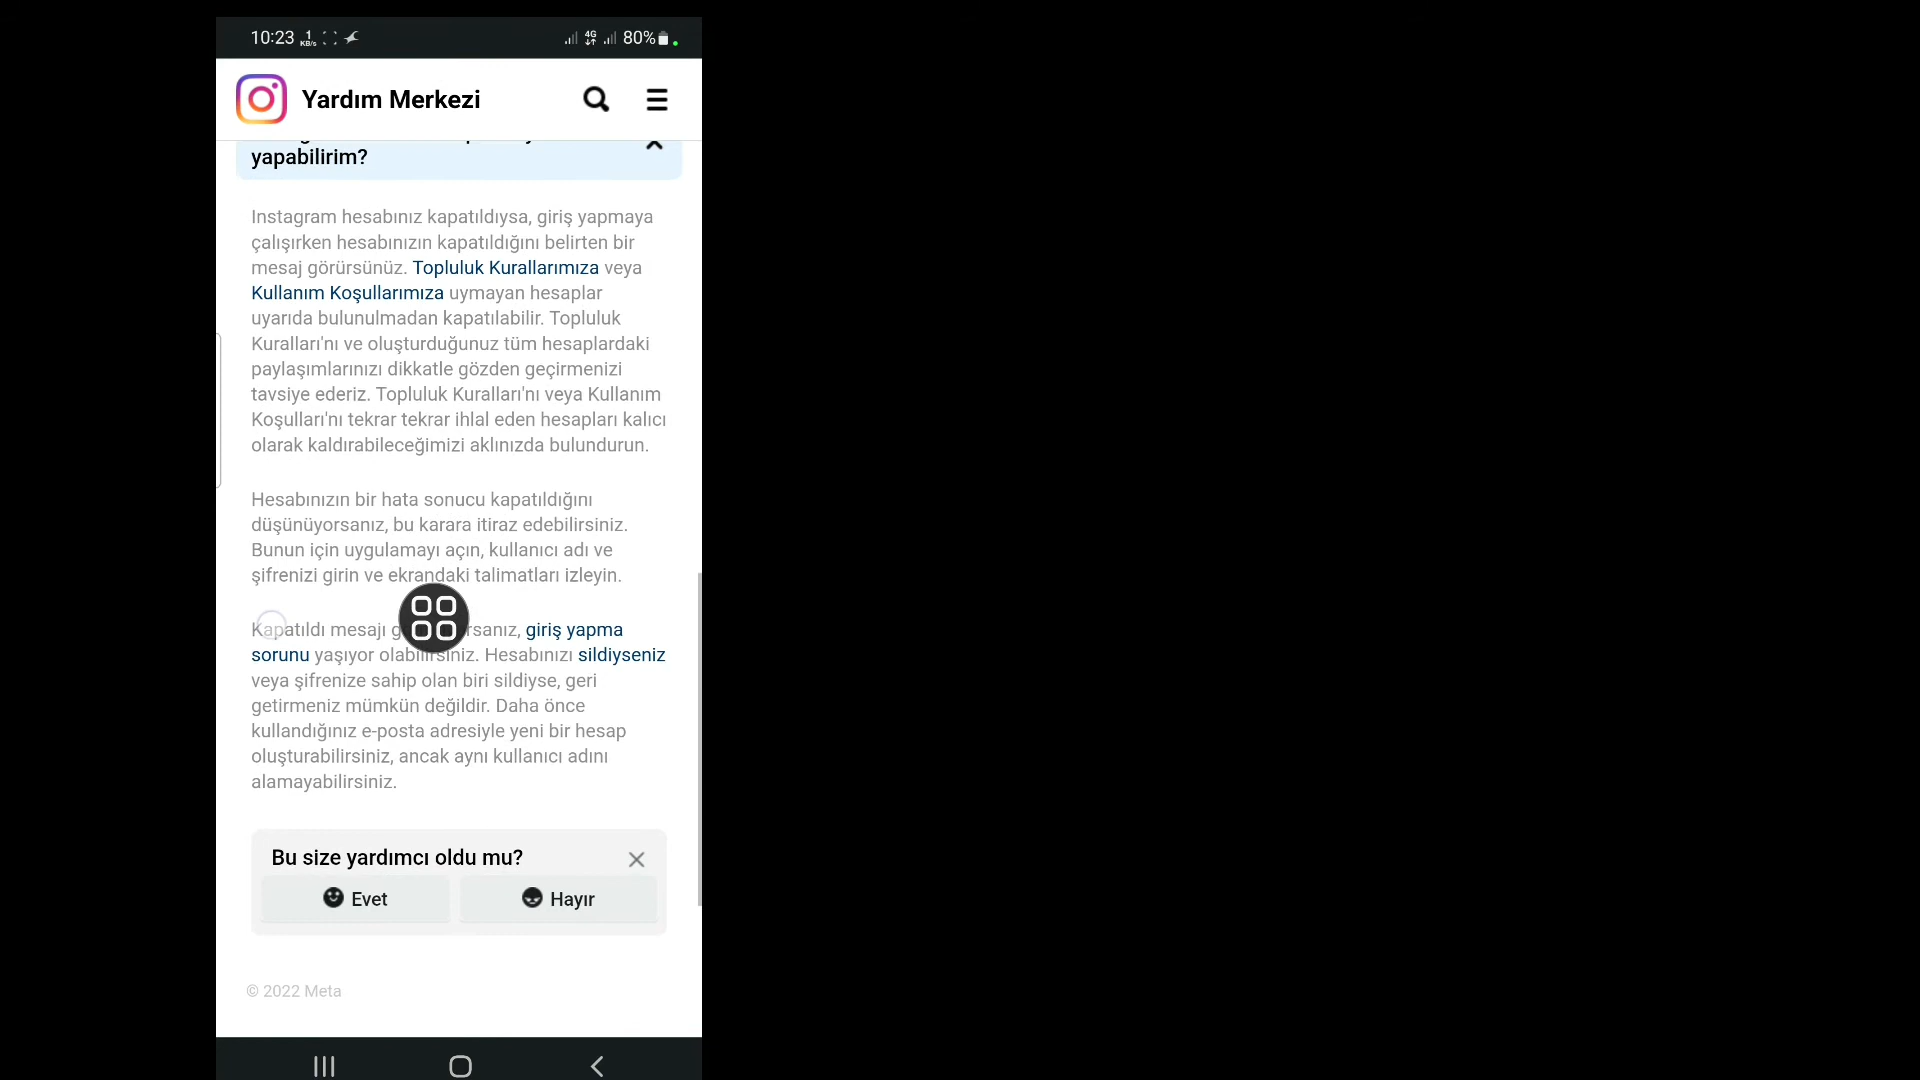 10:23 1 KB/s 4G 80%
Yardım Merkezi
yapabilirim?
Instagram hesabınız kapatıldıysa, giriş yapmaya
çalışırken hesabınızın kapatıldığını belirten bir
mesaj görürsünüz. Topluluk Kurallarımıza veya
Kullanım Koşullarımıza uymayan hesaplar
uyarıda bulunulmadan kapatılabilir. Topluluk
Kuralları'nı ve oluşturduğunuz tüm hesaplardaki
paylaşımlarınızı dikkatle gözden geçirmenizi
tavsiye ederiz. Topluluk Kuralları'nı veya Kullanım
Koşulları'nı tekrar tekrar ihlal eden hesapları kalıcı
olarak kaldırabileceğimizi aklınızda bulundurun.
Hesabınızın bir hata sonucu kapatıldığını
düşünüyorsanız, bu karara itiraz edebilirsiniz.
Bunun için uygulamayı açın, kullanıcı adı ve
şifrenizi girin ve ekrandaki talimatları izleyin.
Kapatıldı mesajı giriş yapma
sorunu yaşıyor olabilirsiniz. Hesabınızı sildiyseniz
veya şifrenize sahip olan biri sildiyse, geri
getirmeniz mümkün değildir. Daha önce
kullandığınız e-posta adresiyle yeni bir hesap
oluşturabilirsiniz, ancak aynı kullanıcı adını
alamayabilirsiniz.
Bu size yardımcı oldu mu?
Evet Hayır
© 2022 Meta